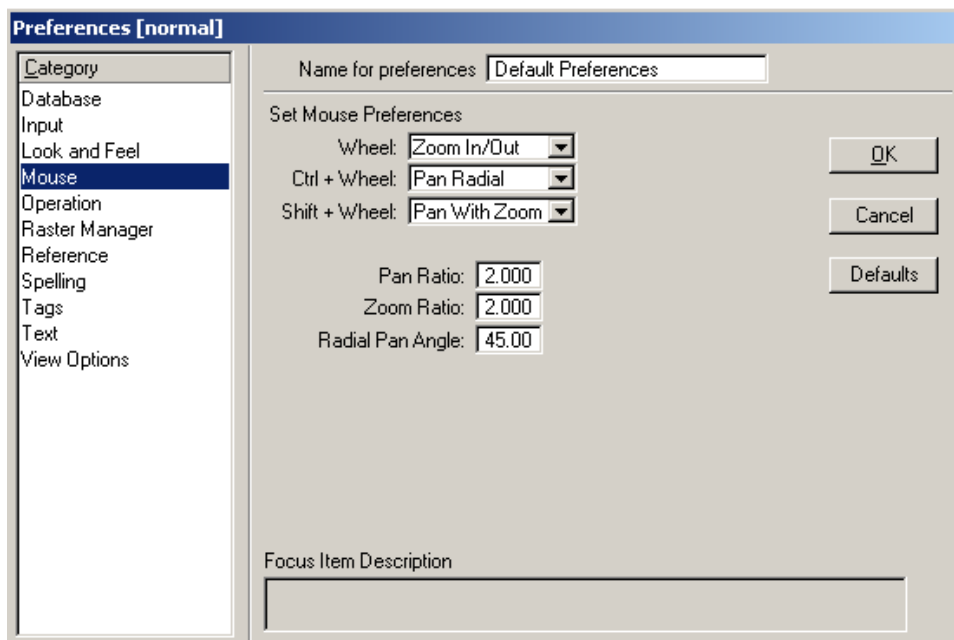 Preferences [normal]
Category
Database
Input
Look and Feel
Mouse
Operation
Raster Manager
Reference
Spelling
Tags
Text
View Options
Name for preferences Default Preferences
Set Mouse Preferences
Wheel: Zoom In/Out
Ctrl + Wheel: Pan Radial
Shift + Wheel: Pan With Zoom
Pan Ratio: 2.000
Zoom Ratio: 2.000
Radial Pan Angle: 45.00
OK
Cancel
Defaults
Focus Item Description